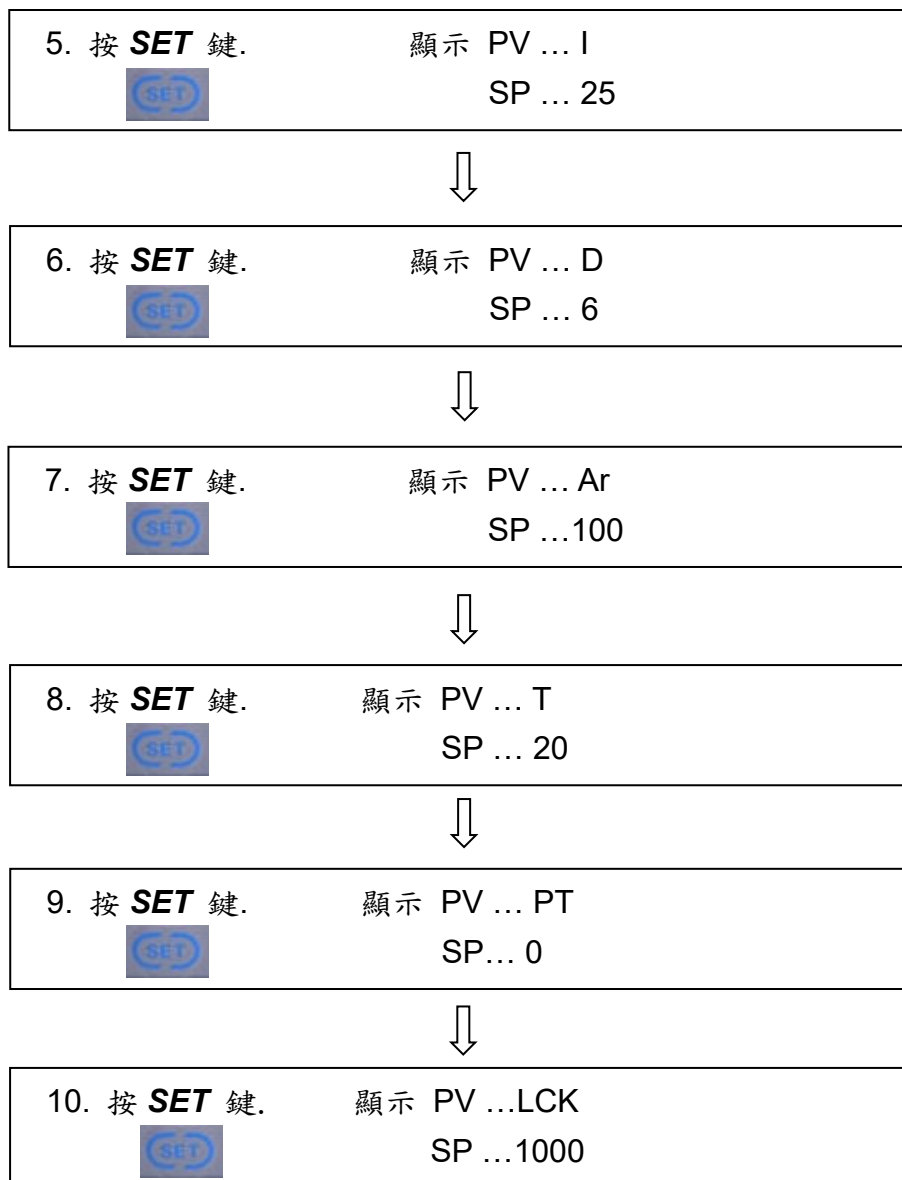 5. 按 SET 鍵. 顯示 PV … I
SET SP … 25
6. 按 SET 鍵. 顯示 PV … D
SET SP … 6
7. 按 SET 鍵. 顯示 PV … Ar
SET SP …100
8. 按 SET 鍵. 顯示 PV … T
SET SP … 20
9. 按 SET 鍵. 顯示 PV … PT
SET SP… 0
10. 按 SET 鍵. 顯示 PV …LCK
SET SP …1000